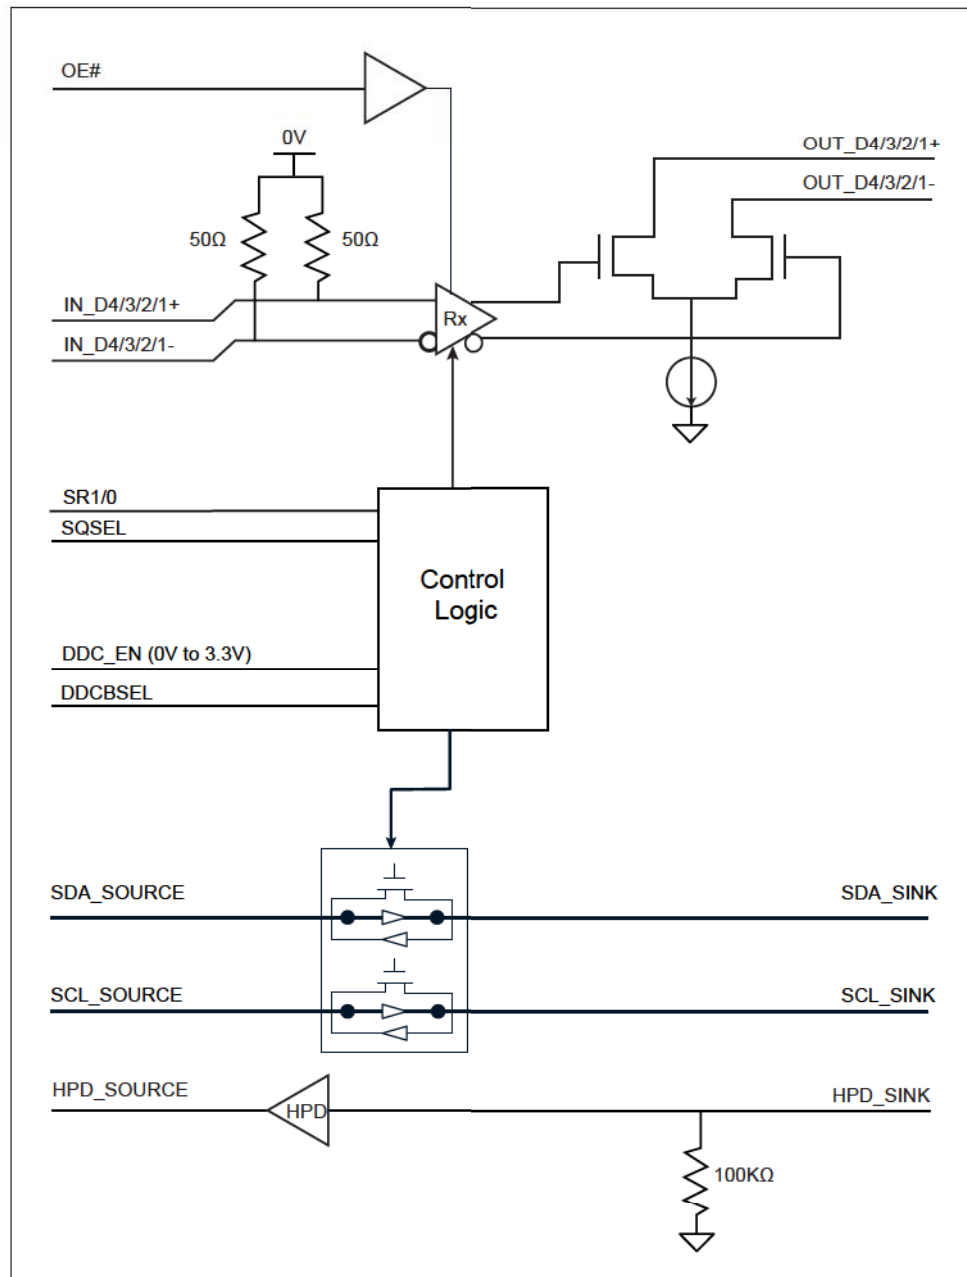 OE#
0V
50Ω
50Ω
OUT_D4/3/2/1+
OUT_D4/3/2/1-
IN_D4/3/2/1+
IN_D4/3/2/1-
Rx
SR1/0
SQSEL
Control
Logic
DDC_EN (0V to 3.3V)
DDCBSEL
SDA_SOURCE
SDA_SINK
SCL_SOURCE
SCL_SINK
HPD_SOURCE
HPD
HPD_SINK
100KΩ